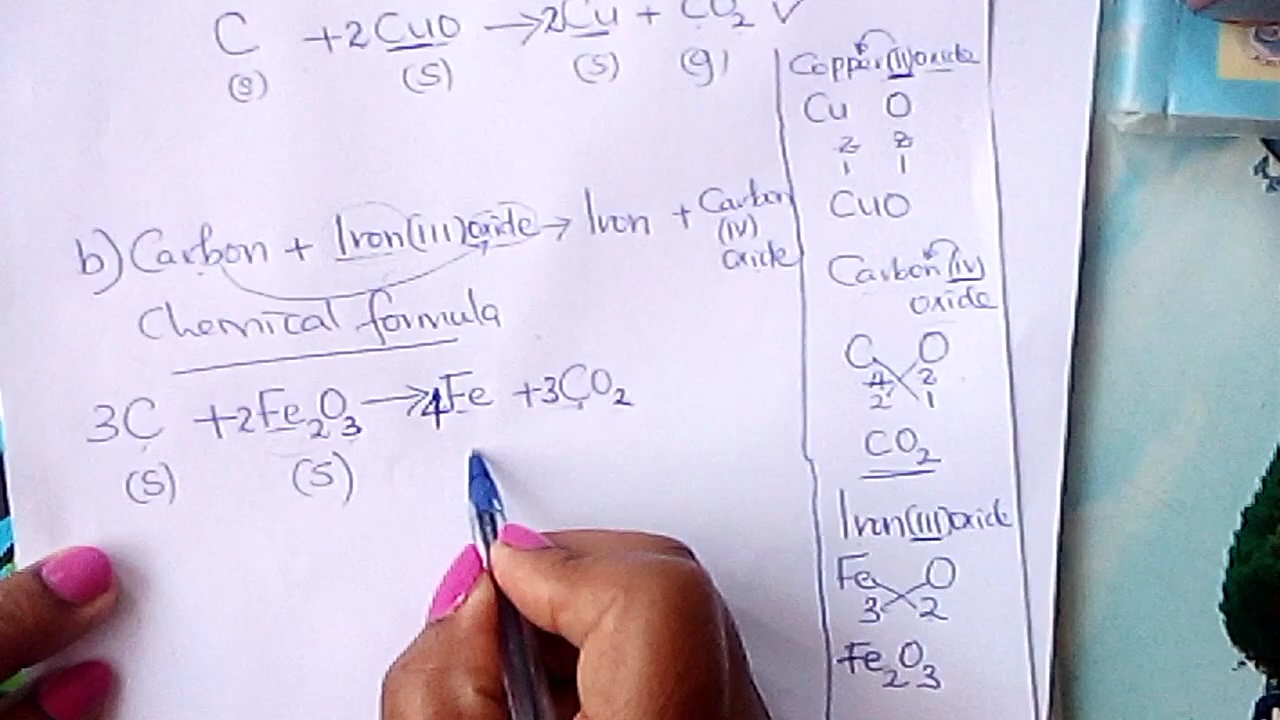 C + 2 CuO → 2Cu + CO2 ✓
(s) (s) (s) (g)
b) Carbon + Iron(III)oxide → Iron + Carbon (IV) oxide
Chemical formula
3C + 2Fe2O3 → 4Fe + 3CO2
(s) (s)
Copper(II)oxide
Cu O
2 2
1 1
CuO
Carbon(IV)
oxide
C O
4 2
2 1
CO2
Iron(III)oxide
Fe O
3 2
Fe2O3